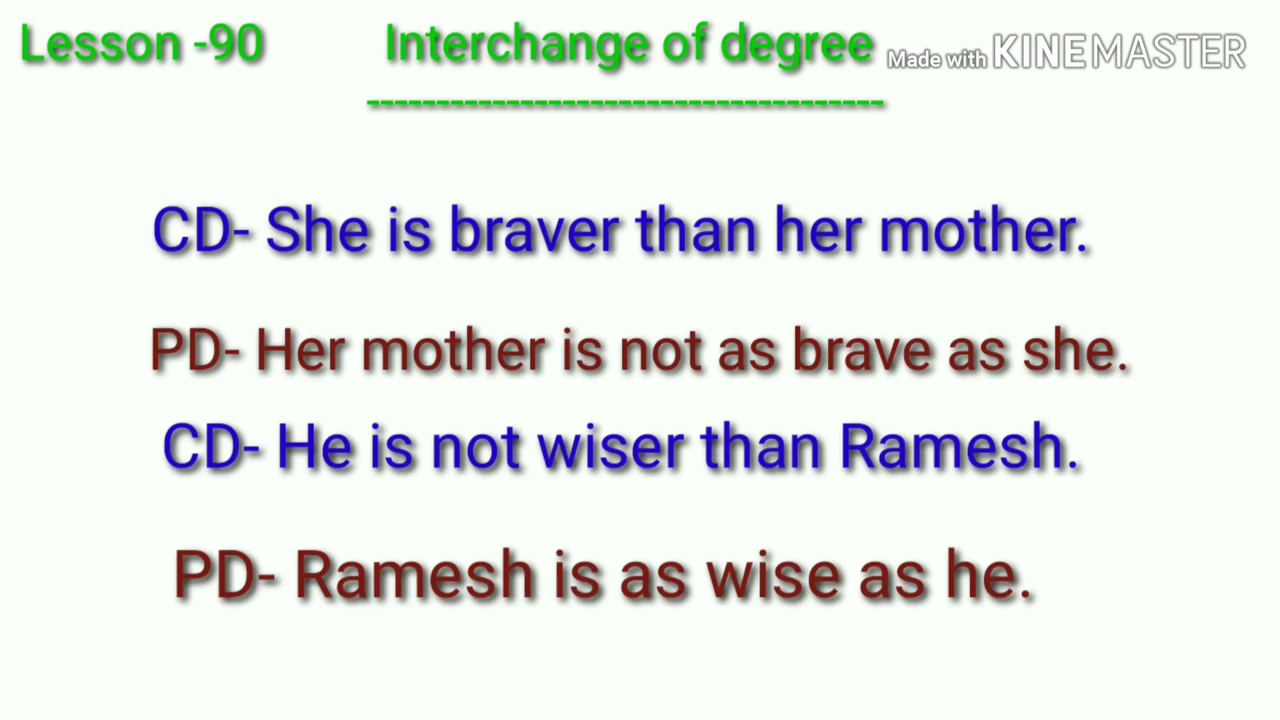 Lesson -90 Interchange of degree Made with KINEMASTER
-------------------------------------
CD- She is braver than her mother.
PD- Her mother is not as brave as she.
CD- He is not wiser than Ramesh.
PD- Ramesh is as wise as he.